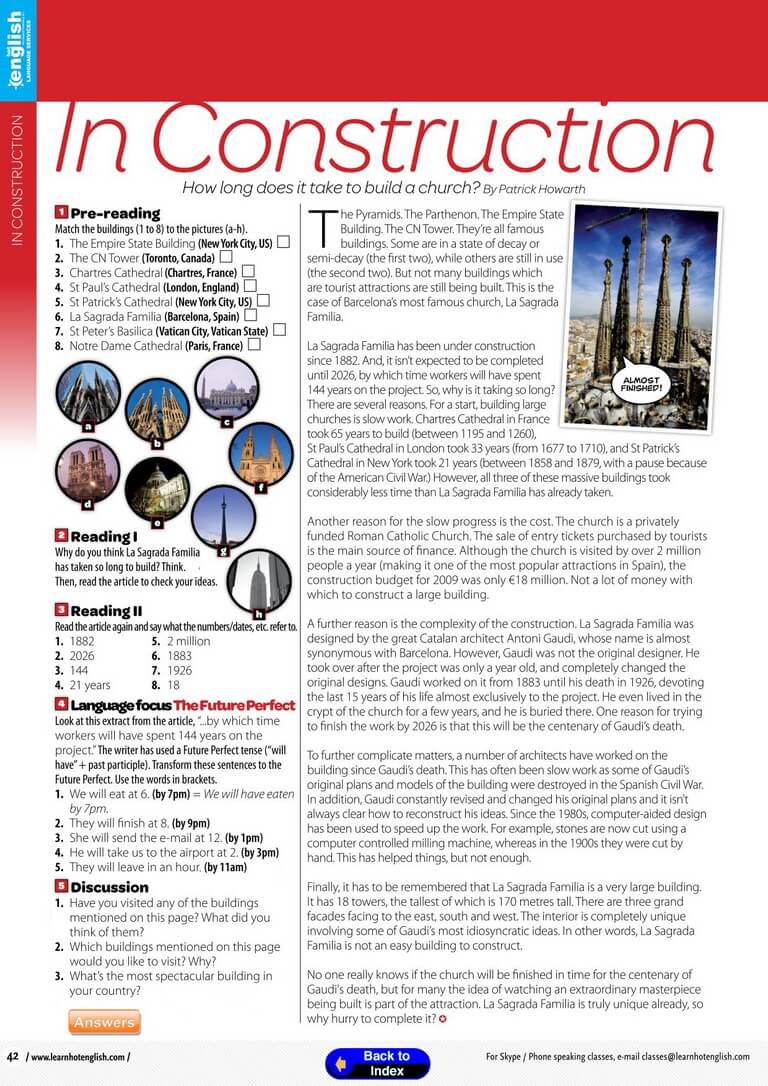 english
LANGUAGE SERVICES
IN CONSTRUCTION
In Construction
How long does it take to build a church? By Patrick Howarth
1 Pre-reading
Match the buildings (1 to 8) to the pictures (a-h).
1. The Empire State Building (New York City, US)
2. The CN Tower (Toronto, Canada)
3. Chartres Cathedral (Chartres, France)
4. St Paul's Cathedral (London, England)
5. St Patrick's Cathedral (New York City, US)
6. La Sagrada Familia (Barcelona, Spain)
7. St Peter's Basilica (Vatican City, Vatican State)
8. Notre Dame Cathedral (Paris, France)
a
b
c
d
e
f
g
h
2 Reading I
Why do you think La Sagrada Familia
has taken so long to build? Think.
Then, read the article to check your ideas.
3 Reading II
Read the article again and say what the numbers/dates, etc. refer to.
1. 1882 5. 2 million
2. 2026 6. 1883
3. 144 7. 1926
4. 21 years 8. 18
4 Language focus The Future Perfect
Look at this extract from the article, "...by which time
workers will have spent 144 years on the
project." The writer has used a Future Perfect tense ("will
have" + past participle). Transform these sentences to the
Future Perfect. Use the words in brackets.
1. We will eat at 6. (by 7pm) = We will have eaten
by 7pm.
2. They will finish at 8. (by 9pm)
3. She will send the e-mail at 12. (by 1pm)
4. He will take us to the airport at 2. (by 3pm)
5. They will leave in an hour. (by 11am)
5 Discussion
1. Have you visited any of the buildings
mentioned on this page? What did you
think of them?
2. Which buildings mentioned on this page
would you like to visit? Why?
3. What's the most spectacular building in
your country?
Answers
The Pyramids. The Parthenon. The Empire State
Building. The CN Tower. They're all famous
buildings. Some are in a state of decay or
semi-decay (the first two), while others are still in use
(the second two). But not many buildings which
are tourist attractions are still being built. This is the
case of Barcelona's most famous church, La Sagrada
Familia.
La Sagrada Familia has been under construction
since 1882. And, it isn't expected to be completed
until 2026, by which time workers will have spent
144 years on the project. So, why is it taking so long?
There are several reasons. For a start, building large
churches is slow work. Chartres Cathedral in France
took 65 years to build (between 1195 and 1260),
St Paul's Cathedral in London took 33 years (from 1677 to 1710), and St Patrick's
Cathedral in New York took 21 years (between 1858 and 1879, with a pause because
of the American Civil War.) However, all three of these massive buildings took
considerably less time than La Sagrada Familia has already taken.
ALMOST
FINISHED!
Another reason for the slow progress is the cost. The church is a privately
funded Roman Catholic Church. The sale of entry tickets purchased by tourists
is the main source of finance. Although the church is visited by over 2 million
people a year (making it one of the most popular attractions in Spain), the
construction budget for 2009 was only €18 million. Not a lot of money with
which to construct a large building.
A further reason is the complexity of the construction. La Sagrada Familia was
designed by the great Catalan architect Antoni Gaudi, whose name is almost
synonymous with Barcelona. However, Gaudi was not the original designer. He
took over after the project was only a year old, and completely changed the
original designs. Gaudi worked on it from 1883 until his death in 1926, devoting
the last 15 years of his life almost exclusively to the project. He even lived in the
crypt of the church for a few years, and he is buried there. One reason for trying
to finish the work by 2026 is that this will be the centenary of Gaudi's death.
To further complicate matters, a number of architects have worked on the
building since Gaudi's death. This has often been slow work as some of Gaudi's
original plans and models of the building were destroyed in the Spanish Civil War.
In addition, Gaudi constantly revised and changed his original plans and it isn't
always clear how to reconstruct his ideas. Since the 1980s, computer-aided design
has been used to speed up the work. For example, stones are now cut using a
computer controlled milling machine, whereas in the 1900s they were cut by
hand. This has helped things, but not enough.
Finally, it has to be remembered that La Sagrada Familia is a very large building.
It has 18 towers, the tallest of which is 170 metres tall. There are three grand
facades facing to the east, south and west. The interior is completely unique
involving some of Gaudi's most idiosyncratic ideas. In other words, La Sagrada
Familia is not an easy building to construct.
No one really knows if the church will be finished in time for the centenary of
Gaudi's death, but for many the idea of watching an extraordinary masterpiece
being built is part of the attraction. La Sagrada Familia is truly unique already, so
why hurry to complete it?
42 / www.learnhotenglish.com /
Back to
Index
For Skype / Phone speaking classes, e-mail classes@learnhotenglish.com